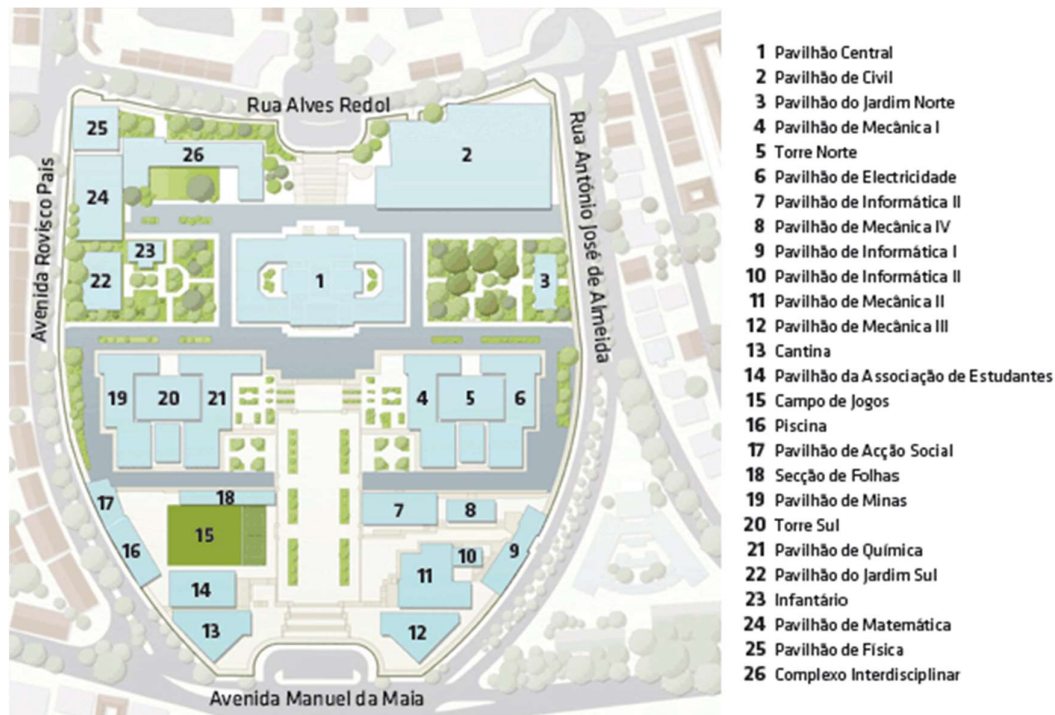 Rua Alves Redol
Avenida Rovisco Pais
Rua António José de Almeida
Avenida Manuel da Maia
25
26
2
24
23
22
1
3
19
20
21
4
5
6
17
18
7
8
16
15
9
10
14
11
13
12
1 Pavilhão Central
2 Pavilhão de Civil
3 Pavilhão do Jardim Norte
4 Pavilhão de Mecânica I
5 Torre Norte
6 Pavilhão de Electricidade
7 Pavilhão de Informática II
8 Pavilhão de Mecânica IV
9 Pavilhão de Informática I
10 Pavilhão de Informática II
11 Pavilhão de Mecânica II
12 Pavilhão de Mecânica III
13 Cantina
14 Pavilhão da Associação de Estudantes
15 Campo de Jogos
16 Piscina
17 Pavilhão de Acção Social
18 Secção de Folhas
19 Pavilhão de Minas
20 Torre Sul
21 Pavilhão de Química
22 Pavilhão do Jardim Sul
23 Infantário
24 Pavilhão de Matemática
25 Pavilhão de Física
26 Complexo Interdisciplinar